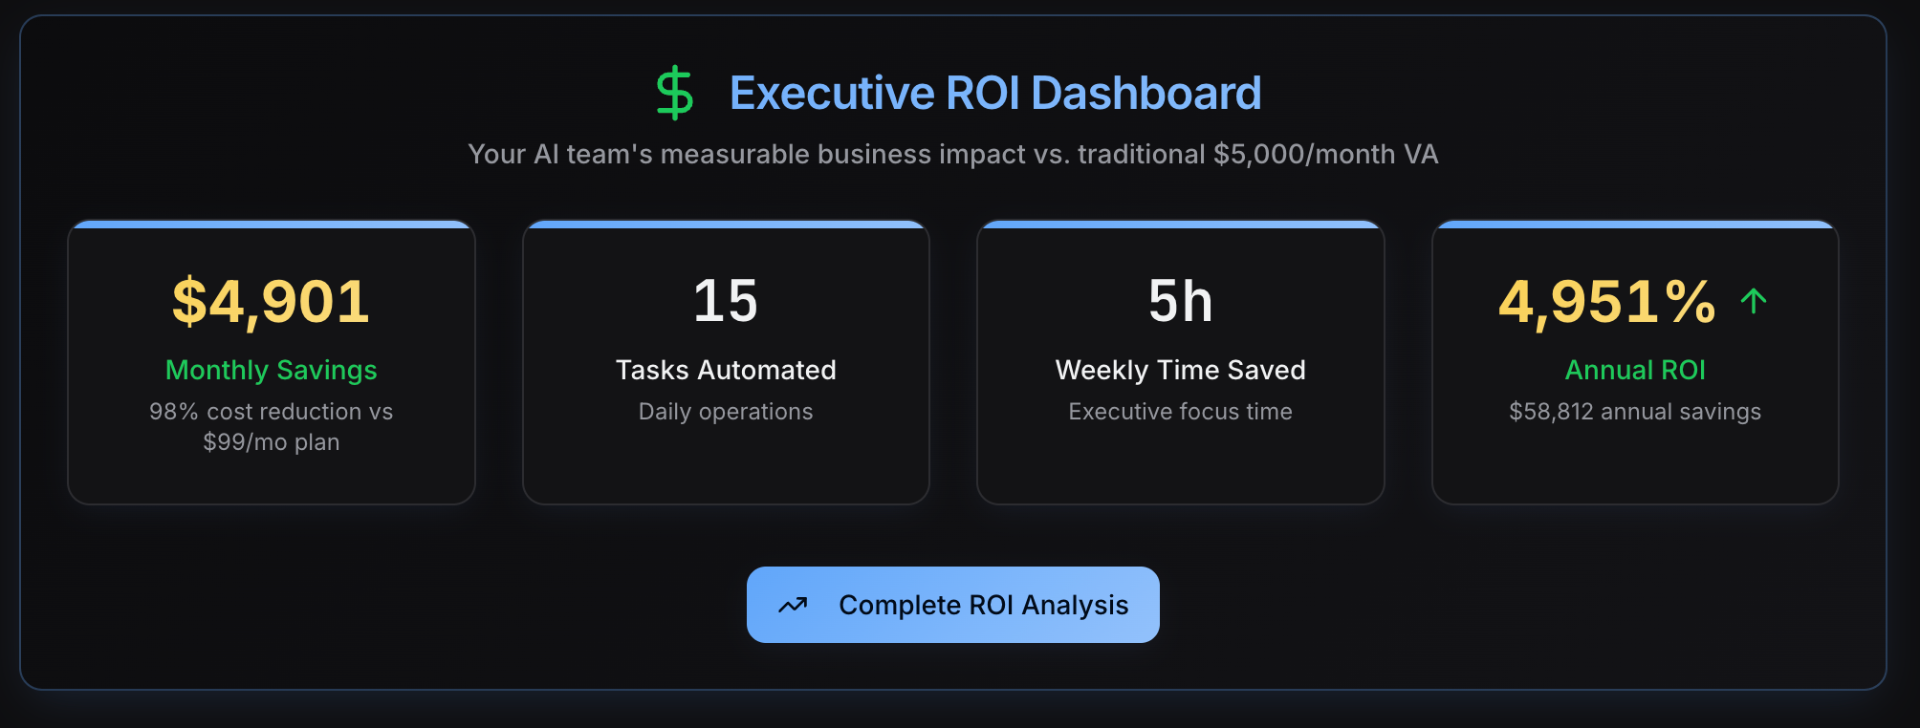 $ Executive ROI Dashboard
Your AI team's measurable business impact vs. traditional $5,000/month VA
$4,901
Monthly Savings
98% cost reduction vs
$99/mo plan
15
Tasks Automated
Daily operations
5h
Weekly Time Saved
Executive focus time
4,951% ↑
Annual ROI
$58,812 annual savings
Complete ROI Analysis